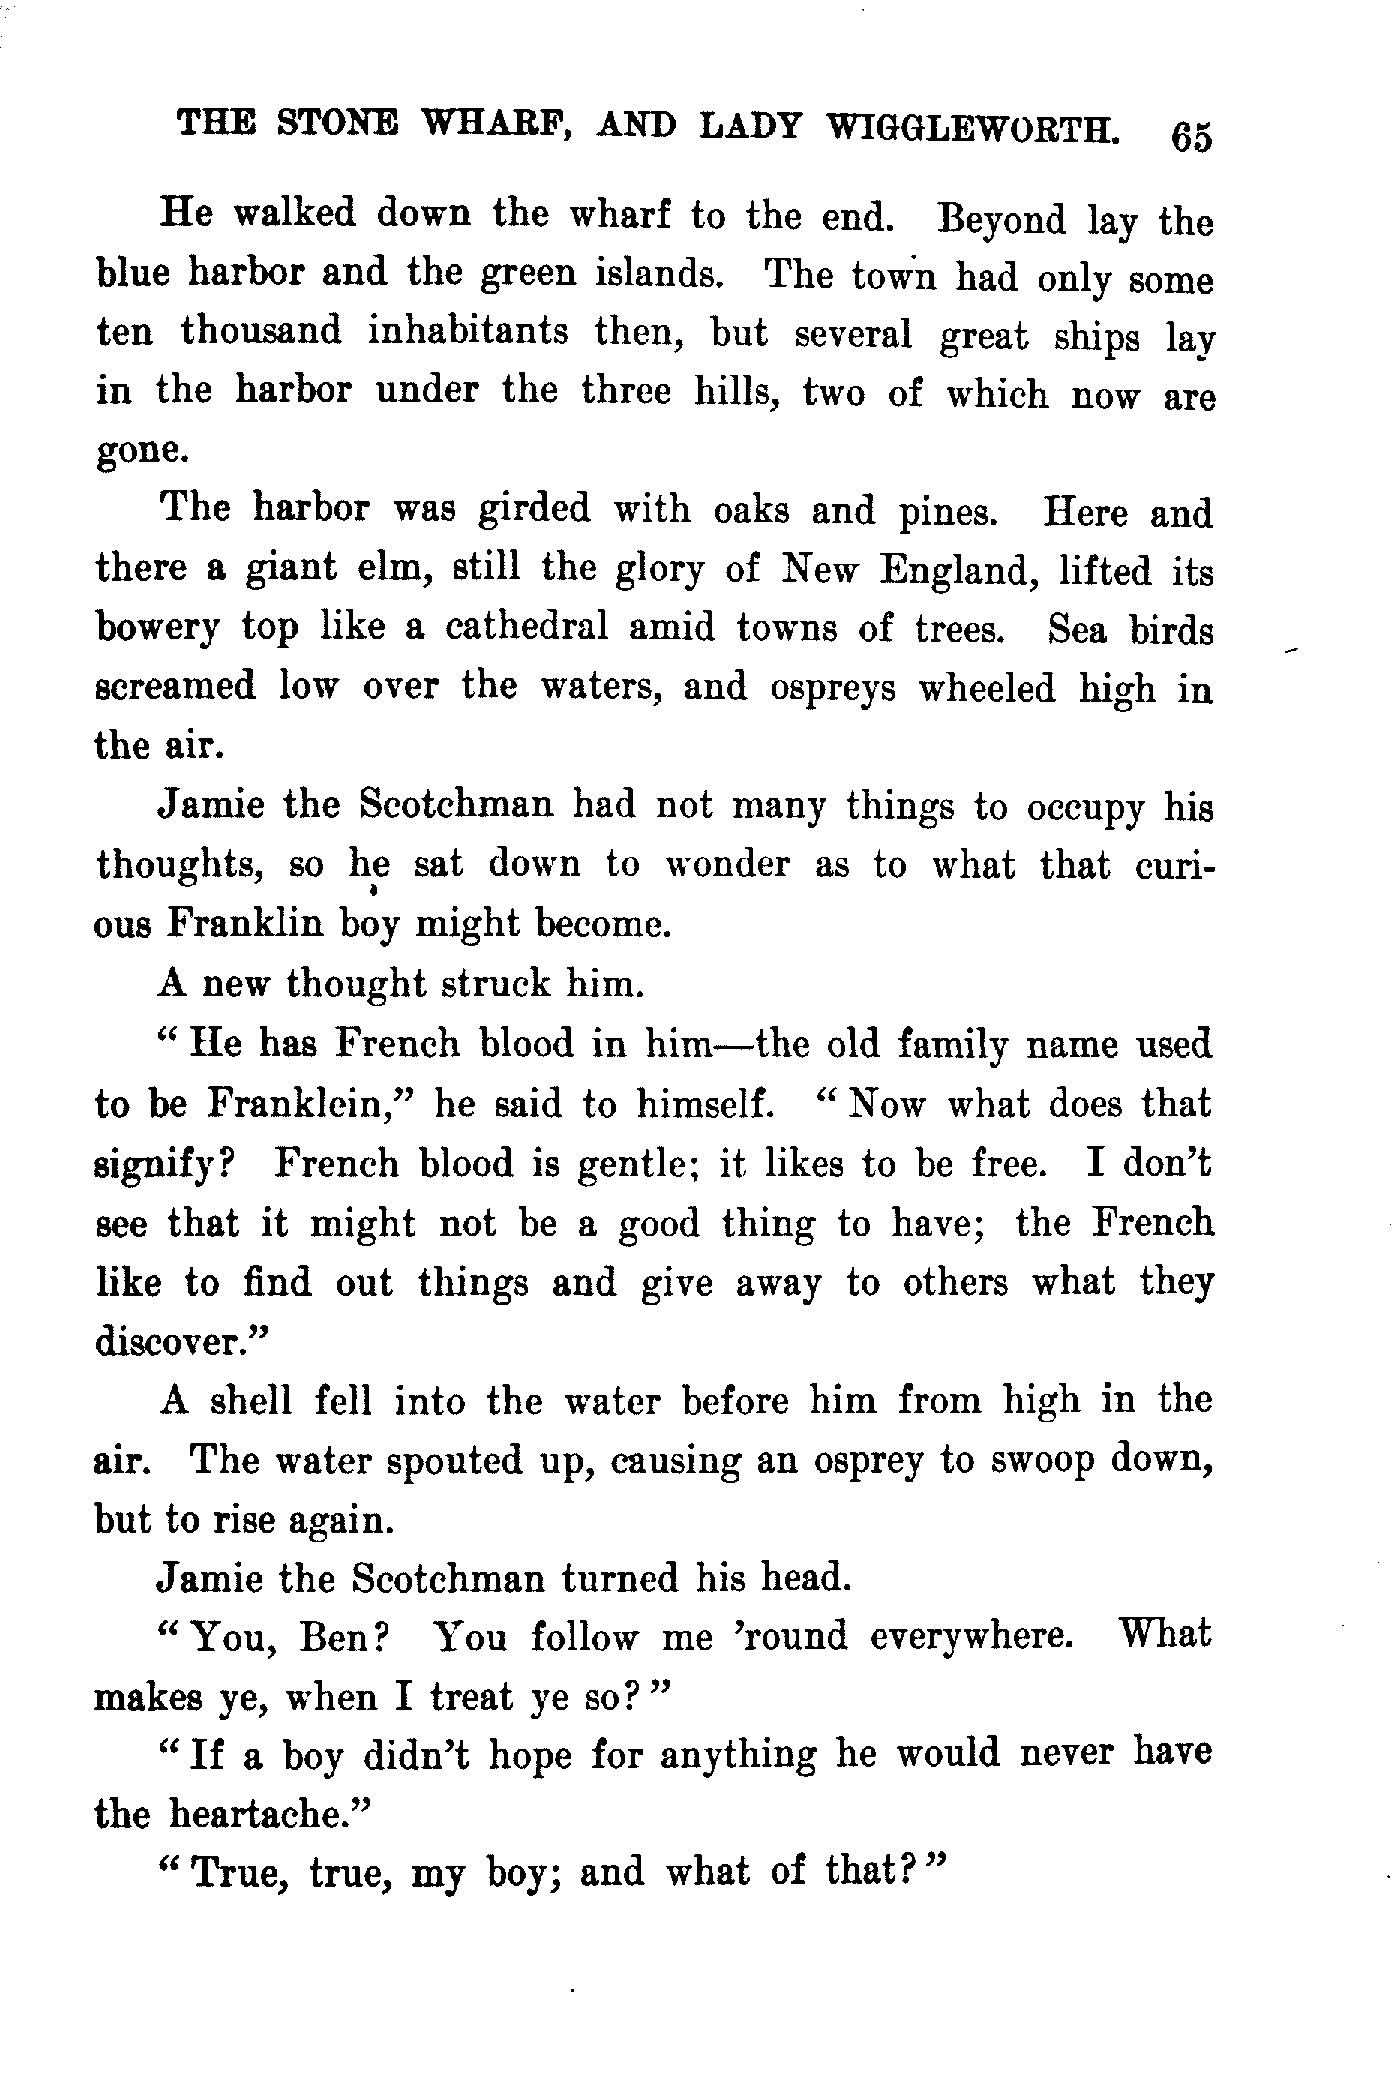 THE STONE WHARF, AND LADY WIGGLEWORTH. 65
He walked down the wharf to the end. Beyond lay the
blue harbor and the green islands. The town had only some
ten thousand inhabitants then, but several great ships lay
in the harbor under the three hills, two of which now are
gone.
The harbor was girded with oaks and pines. Here and
there a giant elm, still the glory of New England, lifted its
bowery top like a cathedral amid towns of trees. Sea birds
screamed low over the waters, and ospreys wheeled high in
the air.
Jamie the Scotchman had not many things to occupy his
thoughts, so he sat down to wonder as to what that curi-
ous Franklin boy might become.
A new thought struck him.
“ He has French blood in him—the old family name used
to be Franklein,” he said to himself. “ Now what does that
signify? French blood is gentle; it likes to be free. I don’t
see that it might not be a good thing to have; the French
like to find out things and give away to others what they
discover.”
A shell fell into the water before him from high in the
air. The water spouted up, causing an osprey to swoop down,
but to rise again.
Jamie the Scotchman turned his head.
“ You, Ben? You follow me ’round everywhere. What
makes ye, when I treat ye so? ”
“ If a boy didn’t hope for anything he would never have
the heartache.”
“ True, true, my boy; and what of that? ”